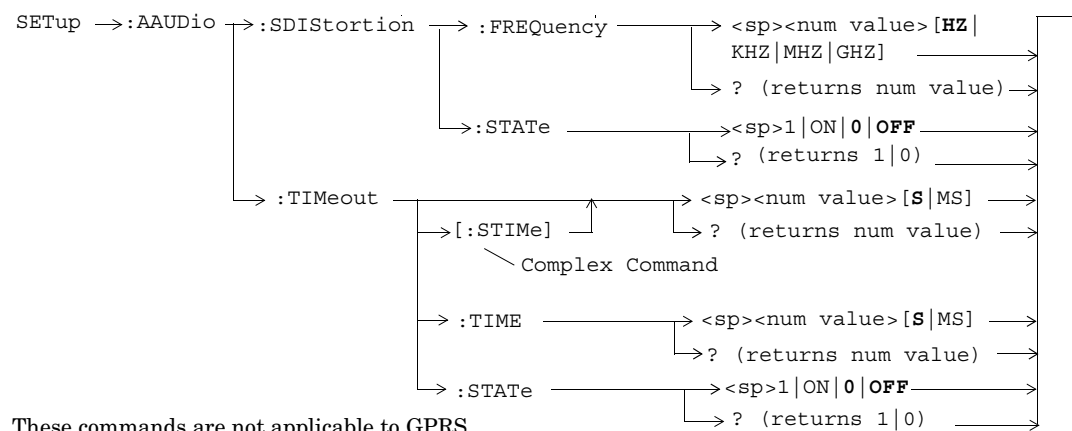 SETup :AAUDio :SDIStortion :FREQuency <sp><num value>[HZ|
KHZ|MHZ|GHZ]
? (returns num value)
:STATe <sp>1|ON|0|OFF
? (returns 1|0)
:TIMeout <sp><num value>[S|MS]
[:STIMe] ? (returns num value)
Complex Command
:TIME <sp><num value>[S|MS]
? (returns num value)
:STATe <sp>1|ON|0|OFF
? (returns 1|0)
These commands are not applicable to GPRS